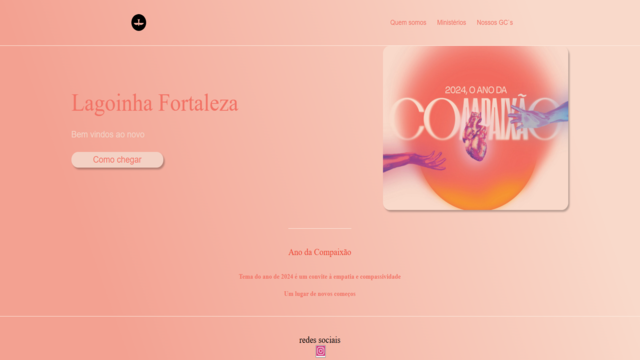 Quem somos Ministérios Nossos GC´s
Lagoinha Fortaleza
Bem vindos ao novo
Como chegar
2024, O ANO DA
COMPAIXÃO
Ano da Compaixão
Tema do ano de 2024 é um convite à empatia e compassividade
Um lugar de novos começos
redes sociais